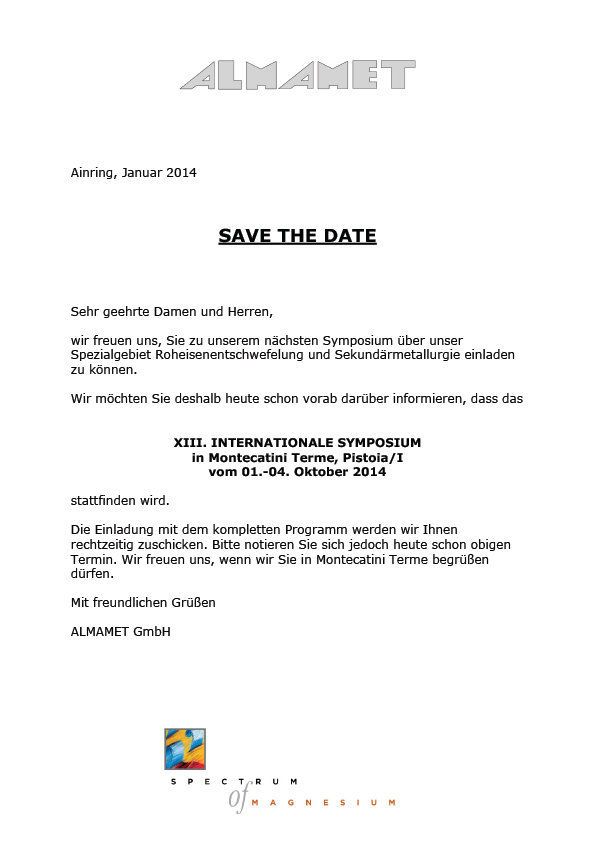 ALMAMET
Ainring, Januar 2014
SAVE THE DATE
Sehr geehrte Damen und Herren,
wir freuen uns, Sie zu unserem nächsten Symposium über unser
Spezialgebiet Roheisenentschwefelung und Sekundärmetallurgie einladen
zu können.
Wir möchten Sie deshalb heute schon vorab darüber informieren, dass das
XIII. INTERNATIONALE SYMPOSIUM
in Montecatini Terme, Pistoia/I
vom 01.-04. Oktober 2014
stattfinden wird.
Die Einladung mit dem kompletten Programm werden wir Ihnen
rechtzeitig zuschicken. Bitte notieren Sie sich jedoch heute schon obigen
Termin. Wir freuen uns, wenn wir Sie in Montecatini Terme begrüßen
dürfen.
Mit freundlichen Grüßen
ALMAMET GmbH
SPECTRUM
of MAGNESIUM